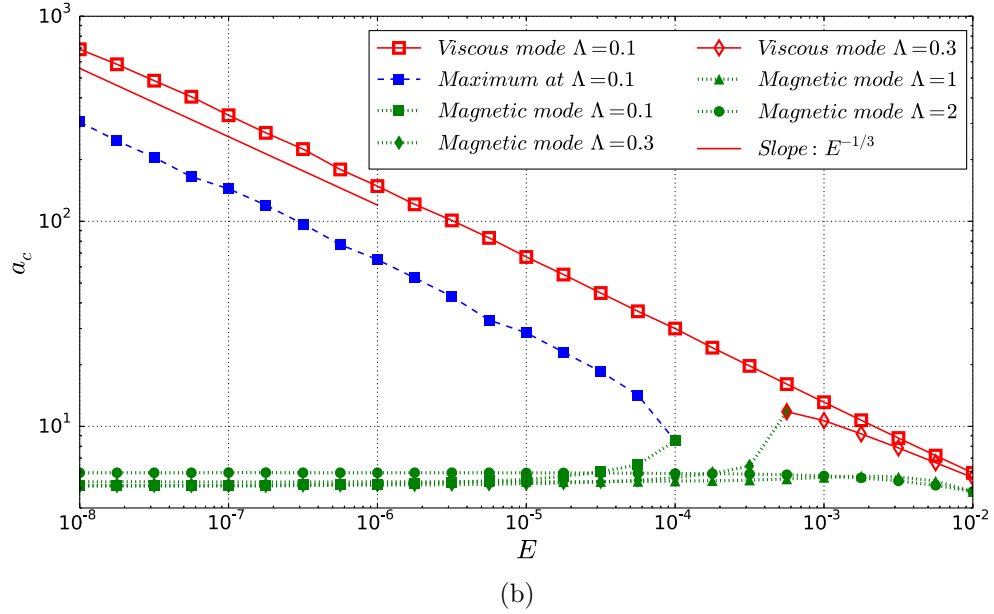 10^3
10^2
10^1
a_c
Viscous mode Λ=0.1
Maximum at Λ=0.1
Magnetic mode Λ=0.1
Magnetic mode Λ=0.3
Viscous mode Λ=0.3
Magnetic mode Λ=1
Magnetic mode Λ=2
Slope: E^{-1/3}
10^{-8} 10^{-7} 10^{-6} 10^{-5} 10^{-4} 10^{-3} 10^{-2}
E
(b)